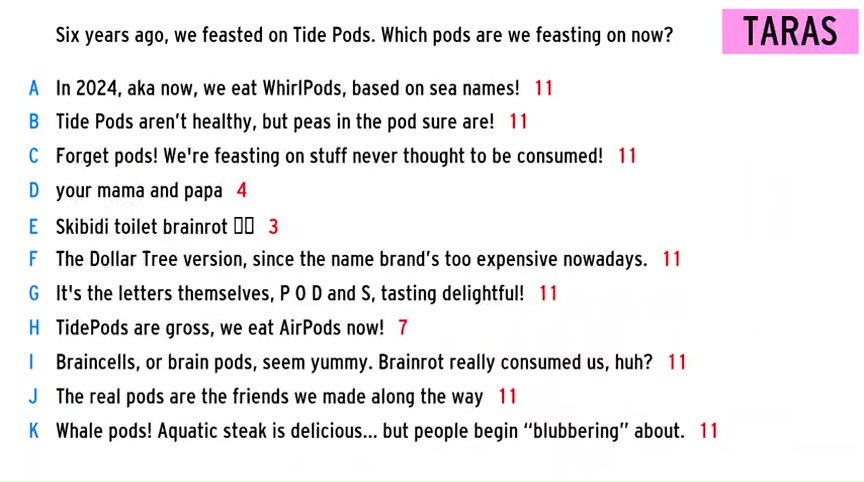 Six years ago, we feasted on Tide Pods. Which pods are we feasting on now?
TARAS
A In 2024, aka now, we eat WhirlPods, based on sea names! 11
B Tide Pods aren't healthy, but peas in the pod sure are! 11
C Forget pods! We're feasting on stuff never thought to be consumed! 11
D your mama and papa 4
E Skibidi toilet brainrot ▯▯ 3
F The Dollar Tree version, since the name brand's too expensive nowadays. 11
G It's the letters themselves, P O D and S, tasting delightful! 11
H TidePods are gross, we eat AirPods now! 7
I Braincells, or brain pods, seem yummy. Brainrot really consumed us, huh? 11
J The real pods are the friends we made along the way 11
K Whale pods! Aquatic steak is delicious... but people begin “blubbering” about. 11